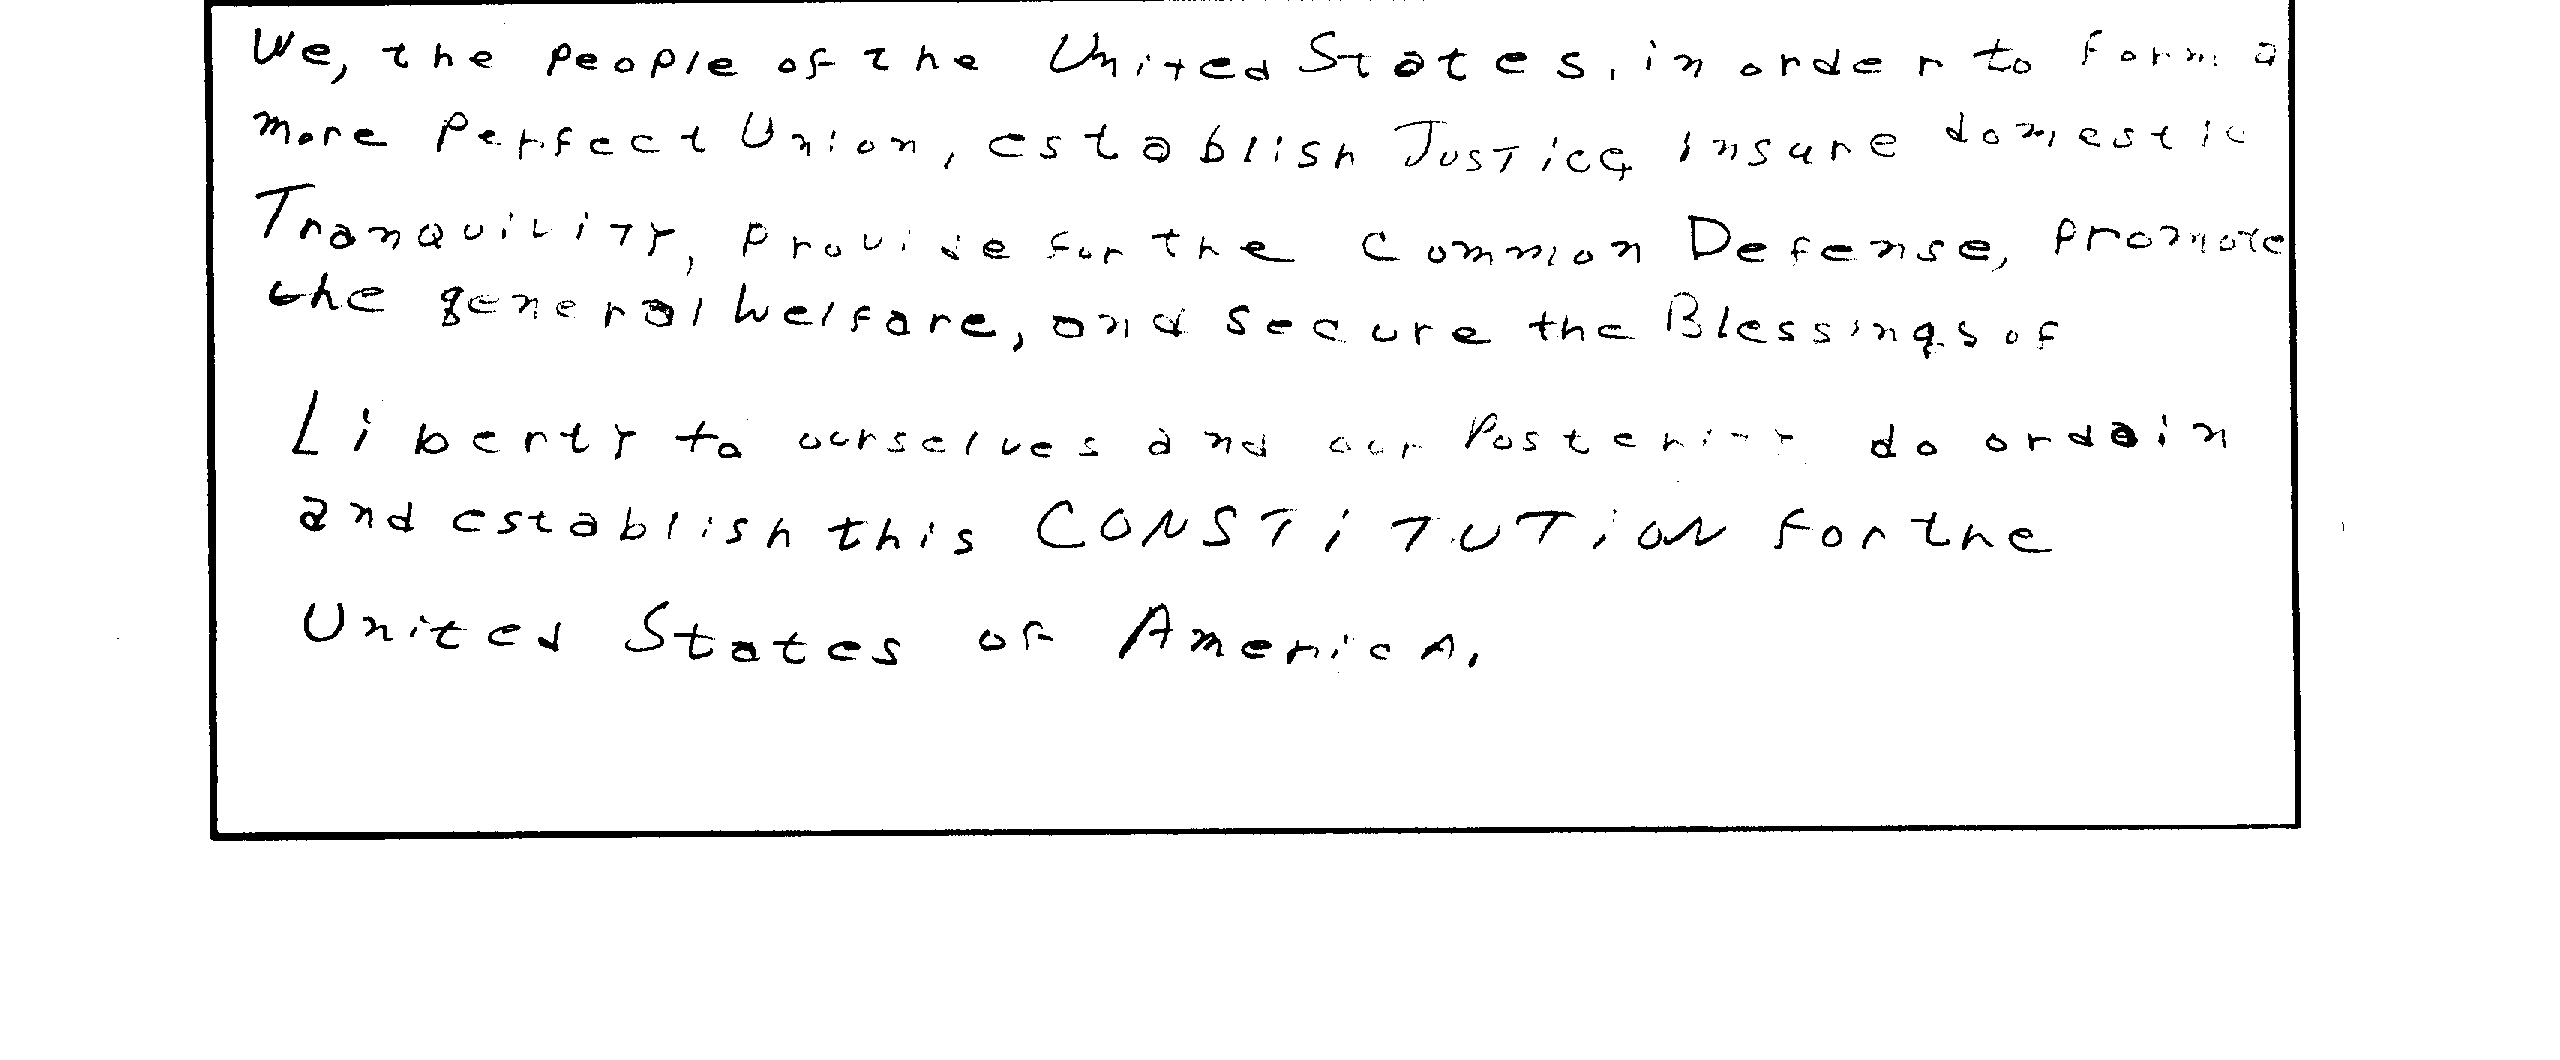 We, the people of the United States, in order to form a
more Perfect Union, establish Justice, insure domestic
Tranquility, provide for the Common Defense, promote
the general Welfare, and secure the Blessings of
Liberty to ourselves and our Posterity do ordain
and establish this CONSTITUTION for the
United States of America.